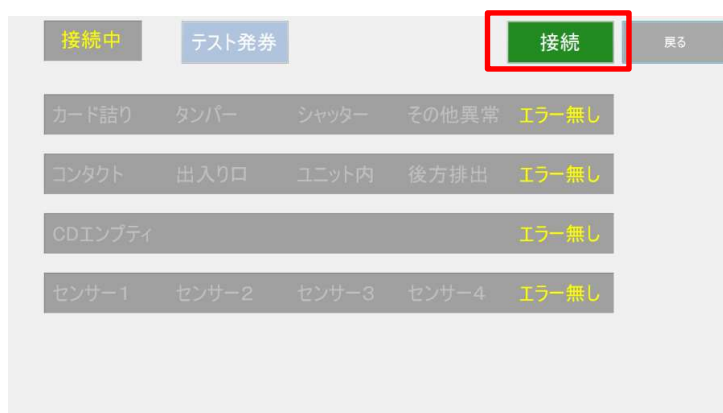 接続中 テスト発券 接続 戻る
カード詰り タンパー シャッター その他異常 エラー無し
コンタクト 出入り口 ユニット内 後方排出 エラー無し
CDエンプティ エラー無し
センサー1 センサー2 センサー3 センサー4 エラー無し